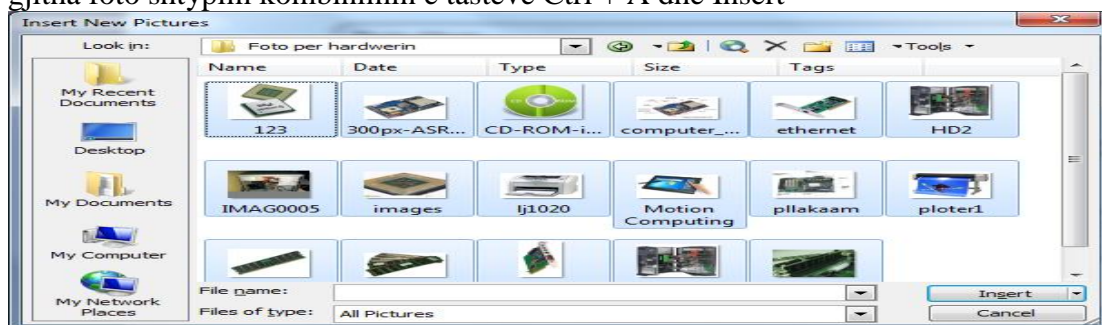 gjitha foto shtypim kombinimin e tasteve Ctrl + A dhe Insert
Insert New Pictures
Look in: Foto per hardwerin Tools
Name Date Type Size Tags
My Recent Documents
Desktop
My Documents
My Computer
My Network Places
123 300px-ASR... CD-ROM-i... computer_... ethernet HD2
IMAG0005 images lj1020 Motion Computing pllakaam ploter1
File name: Insert
Files of type: All Pictures Cancel